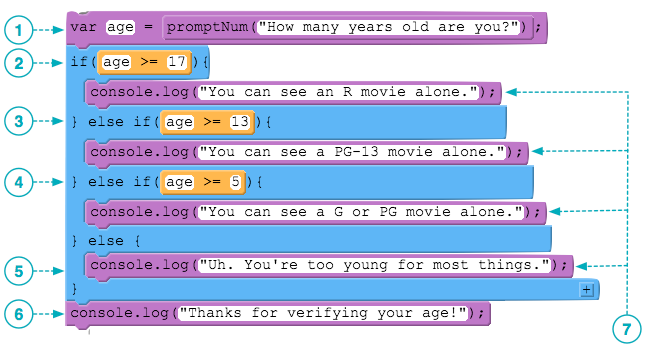 1 var age = promptNum("How many years old are you?");
2 if( age >= 17 ){
console.log("You can see an R movie alone.");
3 } else if( age >= 13 ){
console.log("You can see a PG-13 movie alone.");
4 } else if( age >= 5 ){
console.log("You can see a G or PG movie alone.");
} else {
5 console.log("Uh. You're too young for most things.");
} +
6 console.log("Thanks for verifying your age!");
7